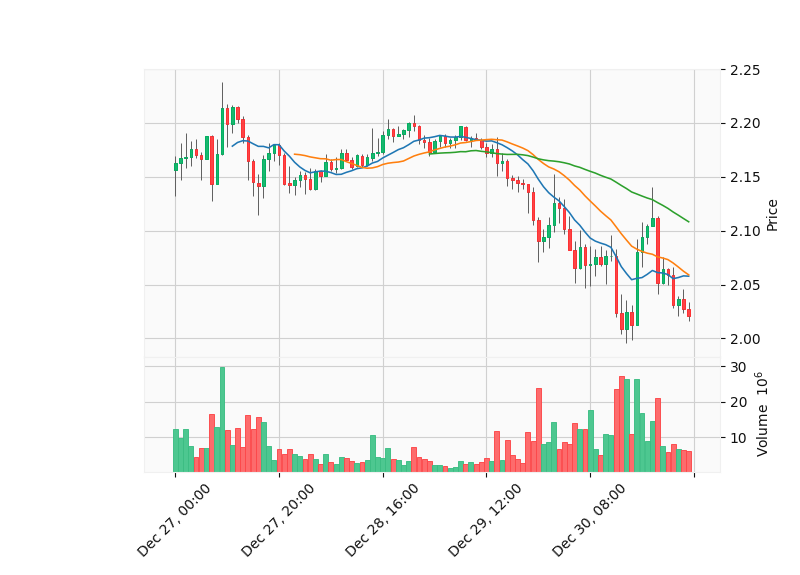 2.25
2.20
2.15
2.10
2.05
2.00
Price
30
20
10
Volume 10^6
Dec 27, 00:00
Dec 27, 20:00
Dec 28, 16:00
Dec 29, 12:00
Dec 30, 08:00